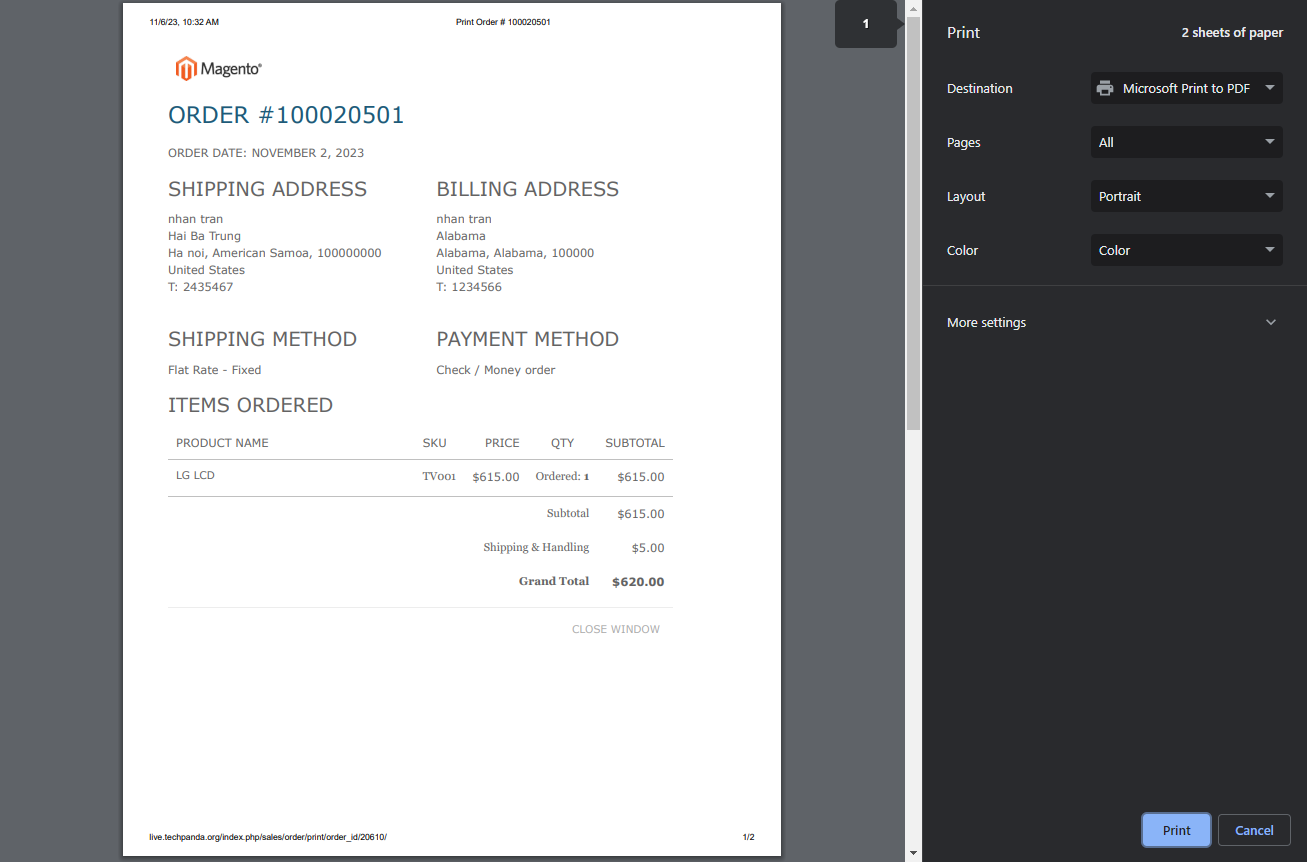 11/6/23, 10:32 AM Print Order # 100020501
Magento®
ORDER #100020501
ORDER DATE: NOVEMBER 2, 2023
SHIPPING ADDRESS BILLING ADDRESS
nhan tran nhan tran
Hai Ba Trung Alabama
Ha noi, American Samoa, 100000000 Alabama, Alabama, 100000
United States United States
T: 2435467 T: 1234566
SHIPPING METHOD PAYMENT METHOD
Flat Rate - Fixed Check / Money order
ITEMS ORDERED
PRODUCT NAME SKU PRICE QTY SUBTOTAL
LG LCD TV001 $615.00 Ordered: 1 $615.00
Subtotal $615.00
Shipping & Handling $5.00
Grand Total $620.00
CLOSE WINDOW
live.techpanda.org/index.php/sales/order/print/order_id/20610/ 1/2
1
Print 2 sheets of paper
Destination Microsoft Print to PDF
Pages All
Layout Portrait
Color Color
More settings
Print Cancel